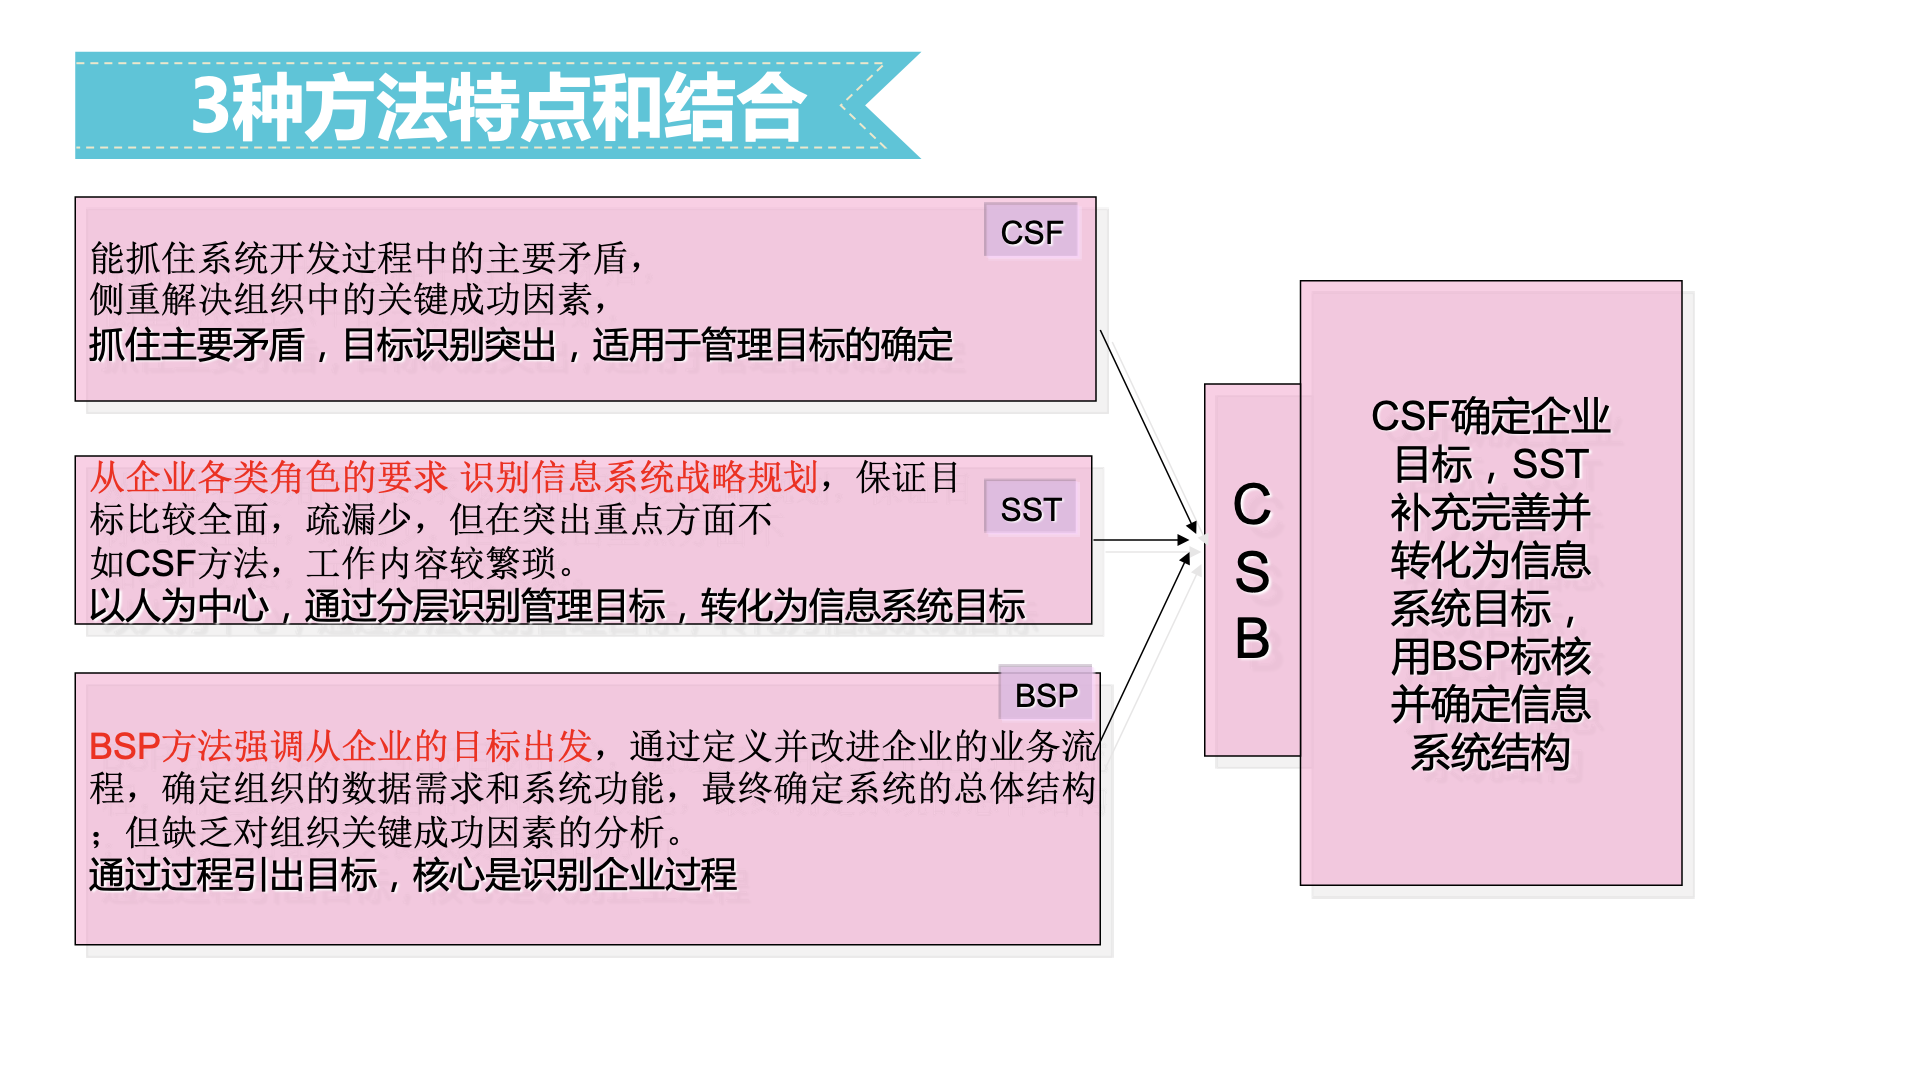 3种方法特点和结合
CSF
能抓住系统开发过程中的主要矛盾，
侧重解决组织中的关键成功因素，
抓住主要矛盾，目标识别突出，适用于管理目标的确定
SST
从企业各类角色的要求 识别信息系统战略规划，保证目
标比较全面，疏漏少，但在突出重点方面不
如CSF方法，工作内容较繁琐。
以人为中心，通过分层识别管理目标，转化为信息系统目标
BSP
BSP方法强调从企业的目标出发，通过定义并改进企业的业务流
程，确定组织的数据需求和系统功能，最终确定系统的总体结构
；但缺乏对组织关键成功因素的分析。
通过过程引出目标，核心是识别企业过程
C
S
B
CSF确定企业
目标，SST
补充完善并
转化为信息
系统目标，
用BSP标核
并确定信息
系统结构